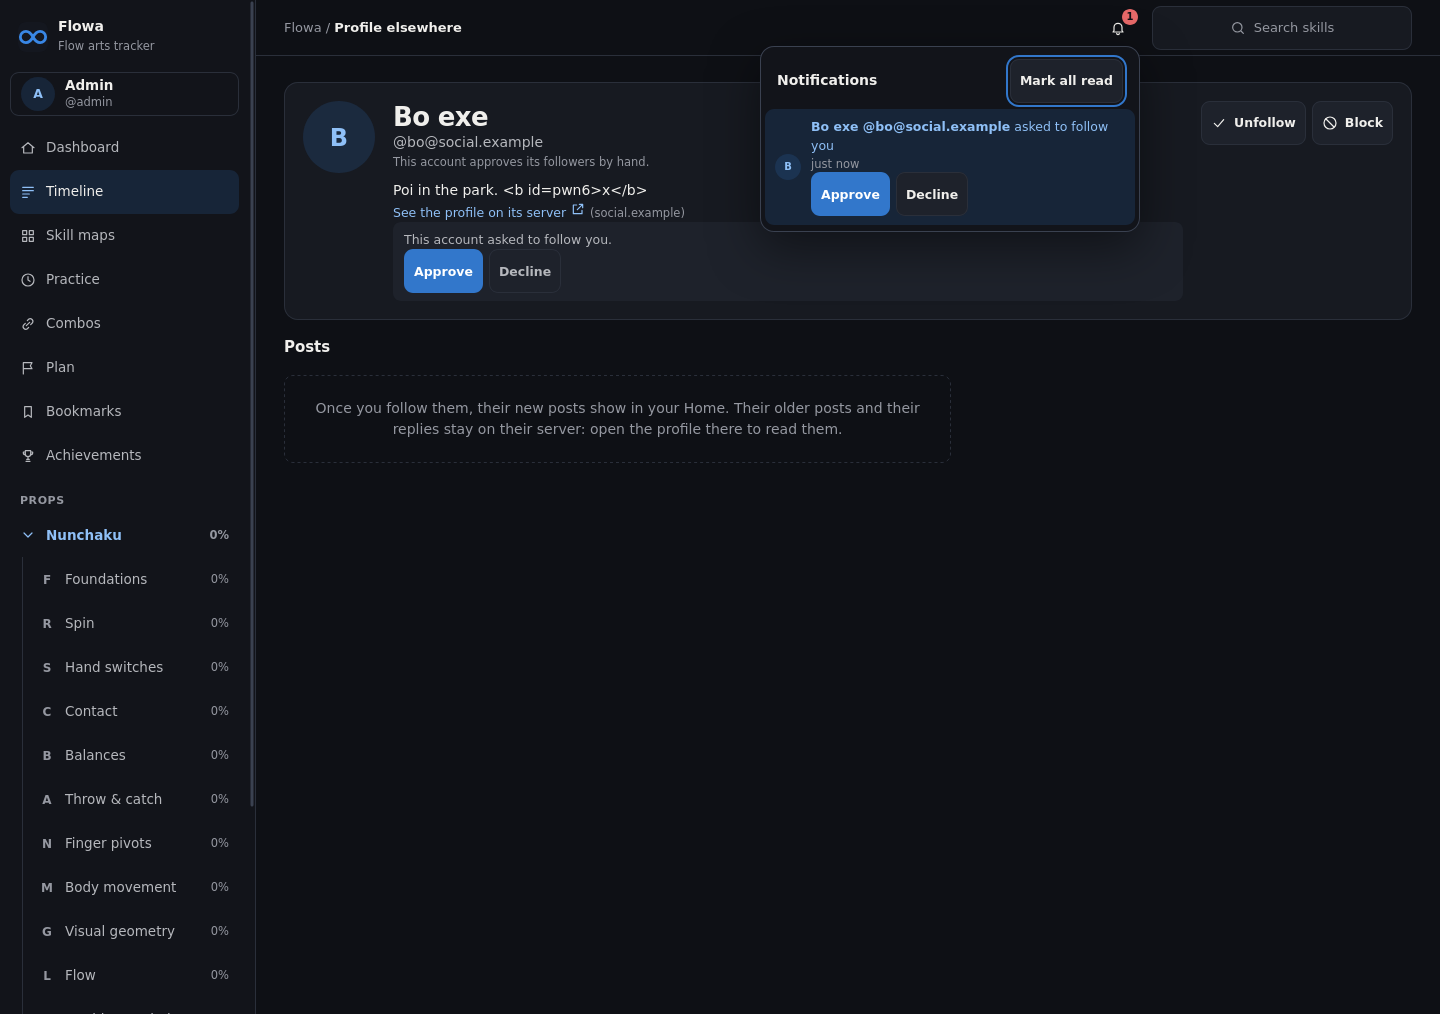 Flowa
Flow arts tracker
A
Admin
@admin
Dashboard
Timeline
Skill maps
Practice
Combos
Plan
Bookmarks
Achievements
PROPS
Nunchaku 0%
F Foundations 0%
R Spin 0%
S Hand switches 0%
C Contact 0%
B Balances 0%
A Throw & catch 0%
N Finger pivots 0%
M Body movement 0%
G Visual geometry 0%
L Flow 0%
Flowa / Profile elsewhere
1
Search skills
Notifications
Mark all read
B
Bo exe @bo@social.example asked to follow
you
just now
Approve Decline
B
Bo exe
@bo@social.example
This account approves its followers by hand.
Poi in the park. <b id=pwn6>x</b>
See the profile on its server (social.example)
This account asked to follow you.
Approve Decline
Unfollow Block
Posts
Once you follow them, their new posts show in your Home. Their older posts and their
replies stay on their server: open the profile there to read them.